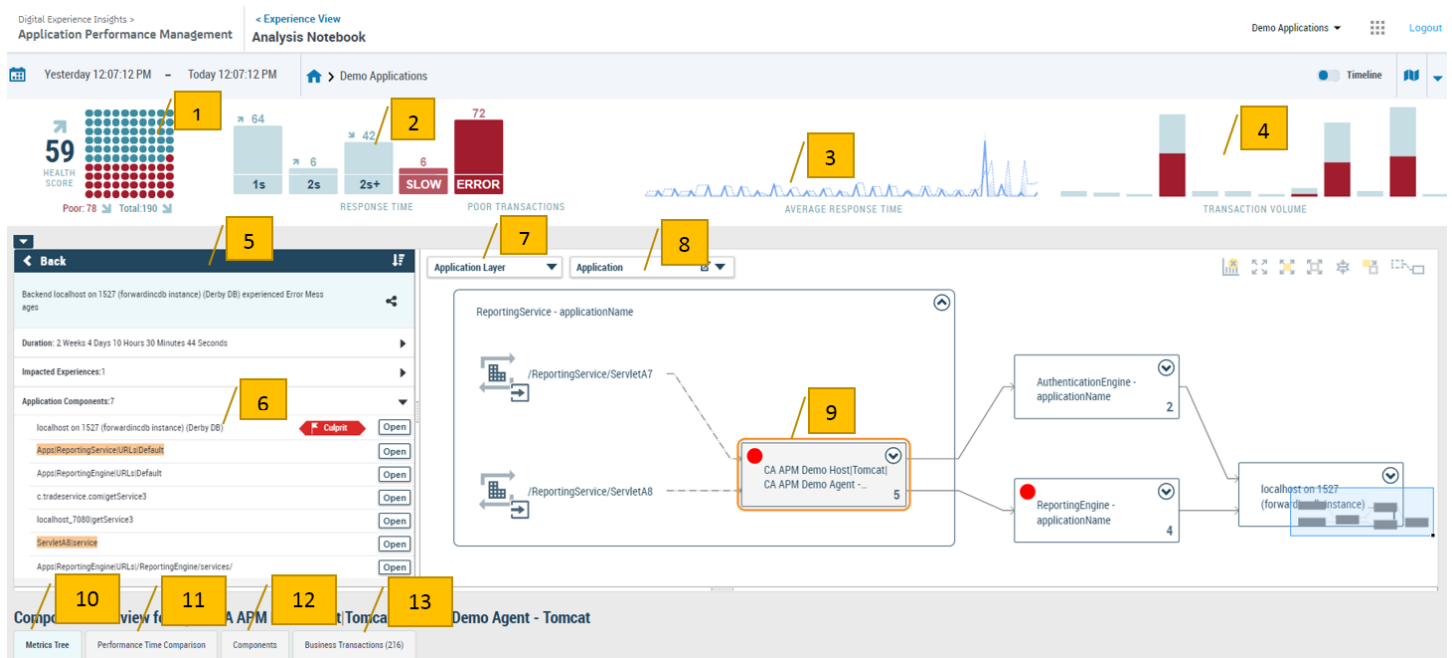 Digital Experience Insights >
Application Performance Management
< Experience View
Analysis Notebook
Demo Applications
Logout
Yesterday 12:07:12 PM – Today 12:07:12 PM
Demo Applications
Timeline
1
2
3
4
59
HEALTH
SCORE
Poor: 78 Total:190
64
6
42
6
72
1s
2s
2s+
SLOW
ERROR
RESPONSE TIME
POOR TRANSACTIONS
AVERAGE RESPONSE TIME
TRANSACTION VOLUME
5
7
8
Back
Application Layer
Application
Backend localhost on 1527 (forwardincdb instance) (Derby DB) experienced Error Mess
ages
Duration: 2 Weeks 4 Days 10 Hours 30 Minutes 44 Seconds
Impacted Experiences:1
Application Components:7
6
localhost on 1527 (forwardincdb instance) (Derby DB) Culprit Open
Apps|ReportingService|URLs|Default Open
Apps|ReportingEngine|URLs|Default Open
c.tradeservice.com|getService3 Open
localhost_7080|getService3 Open
ServletA8|service Open
Apps|ReportingEngine|URLs|/ReportingEngine/services/ Open
ReportingService - applicationName
/ReportingService/ServletA7
/ReportingService/ServletA8
9
CA APM Demo Host|Tomcat|
CA APM Demo Agent -...
5
AuthenticationEngine -
applicationName
2
ReportingEngine -
applicationName
4
localhost on 1527
10
11
12
13
Demo Agent - Tomcat
Metrics Tree
Performance Time Comparison
Components
Business Transactions (216)